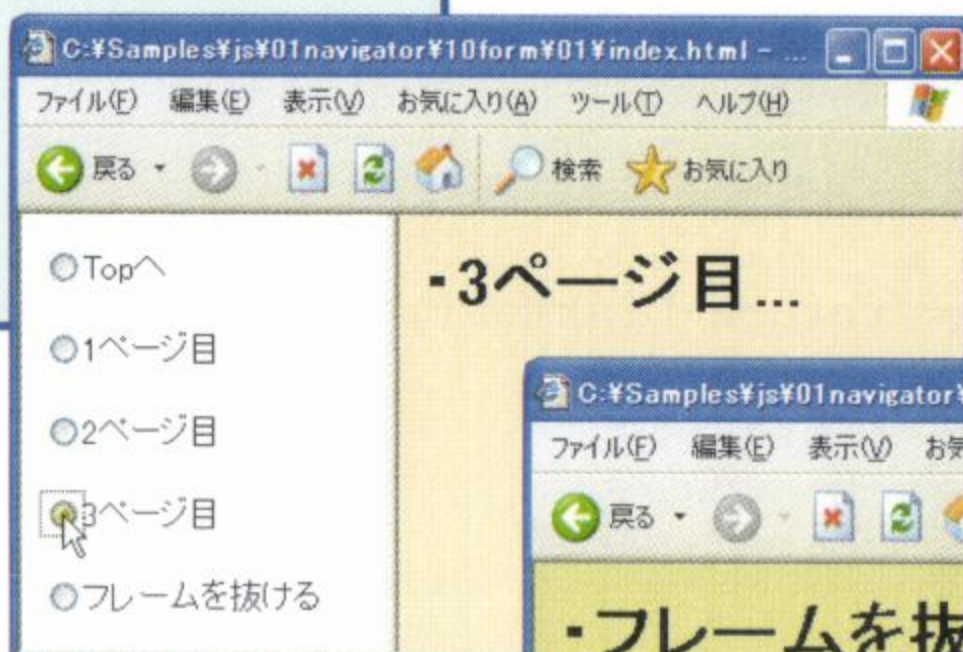 C:¥Samples¥js¥01navigator¥10form¥01¥index.html - ...
ファイル(F) 編集(E) 表示(V) お気に入り(A) ツール(T) ヘルプ(H)
戻る 検索 お気に入り
Topへ
1ページ目
2ページ目
3ページ目
フレームを抜ける
・3ページ目...
C:¥Samples¥js¥01navigator¥
ファイル(F) 編集(E) 表示(V) お気
戻る
・フレームを抜